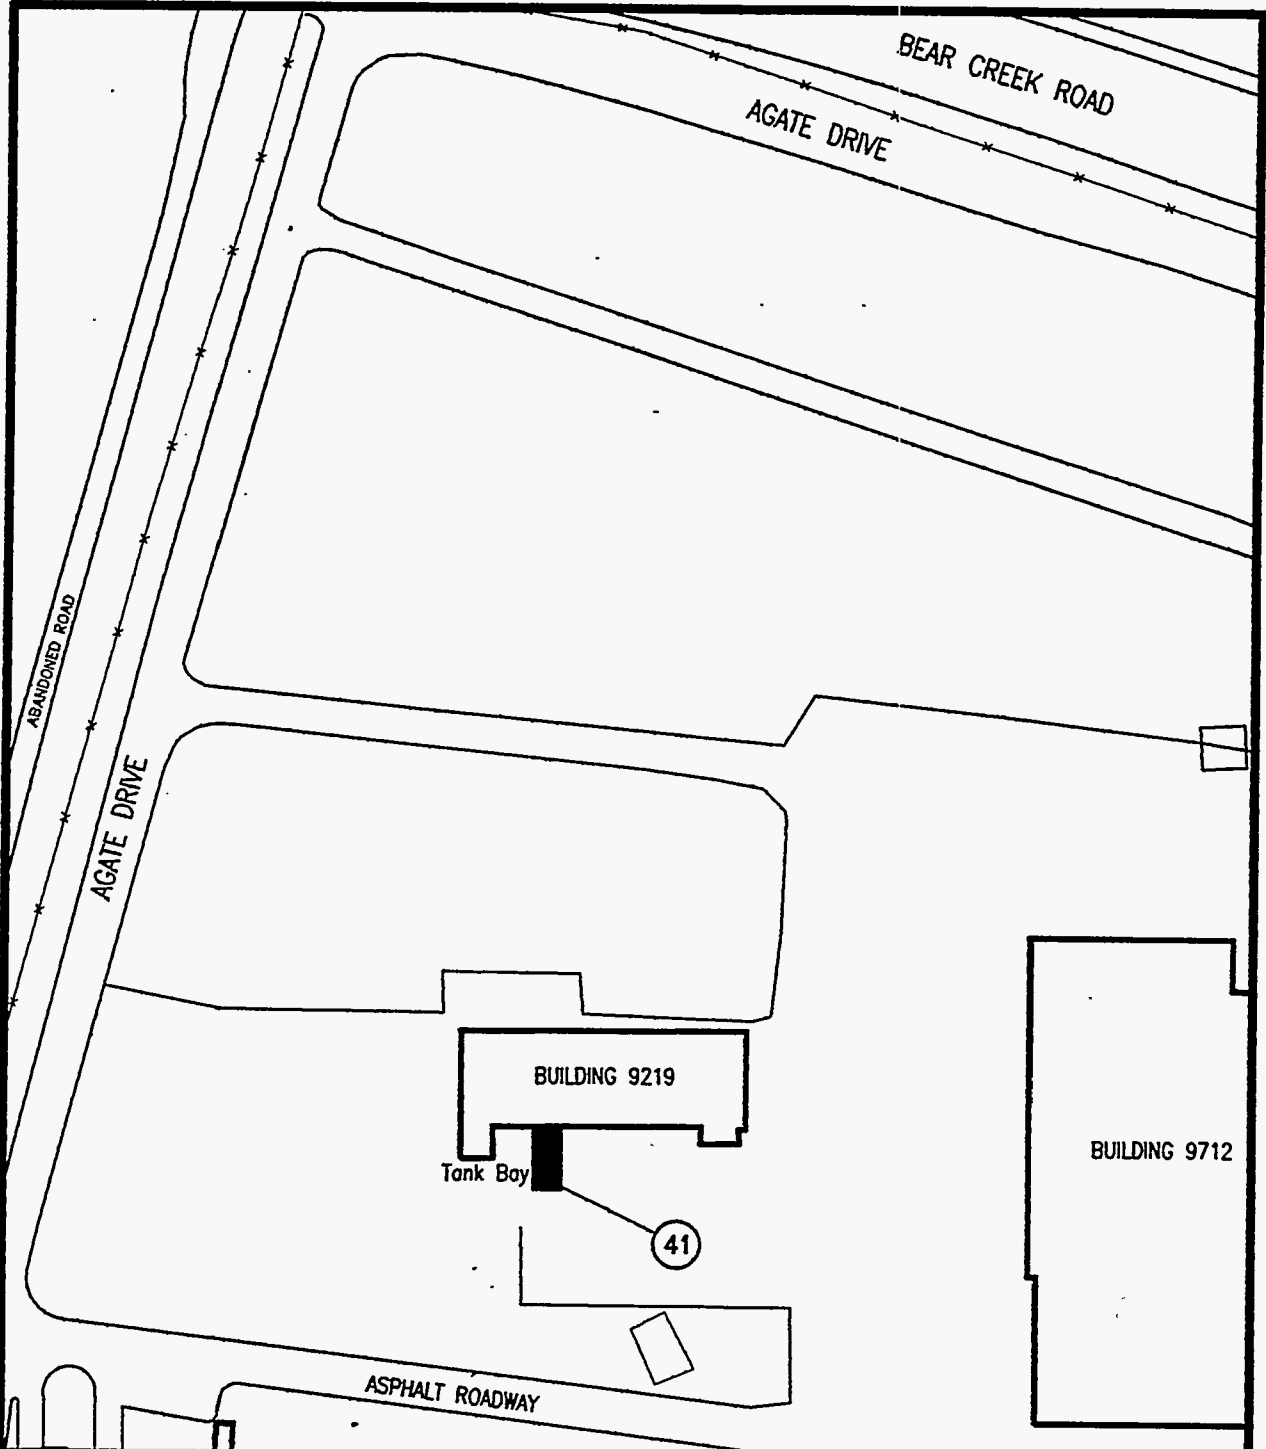 BEAR CREEK ROAD
AGATE DRIVE
ABANDONED ROAD
AGATE DRIVE
BUILDING 9219
BUILDING 9712
Tank Bay
41
ASPHALT ROADWAY